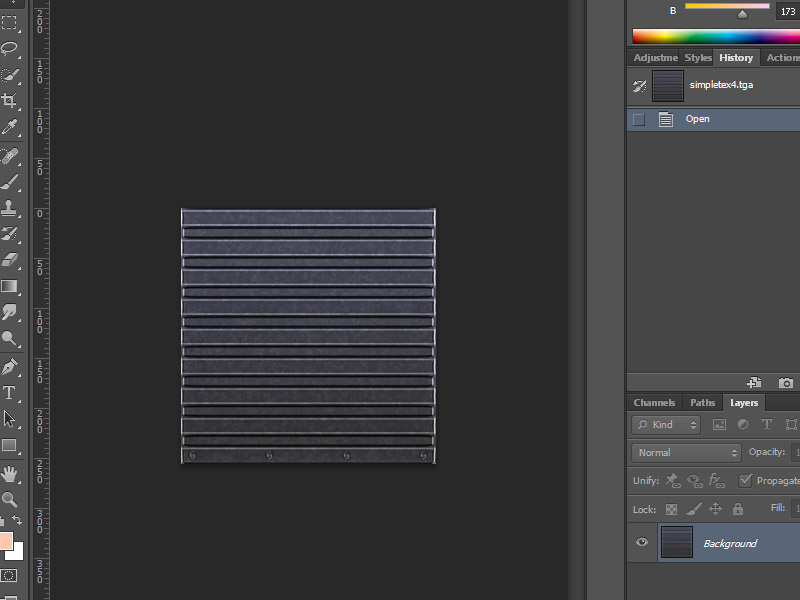 B 173
Adjustme Styles History Actions
simpletex4.tga
Open
Channels Paths Layers
Kind T
Normal Opacity: 1
Unify: fx Propagate
Lock: Fill: 1
Background
200
150
100
50
0
50
100
150
200
250
300
350
T